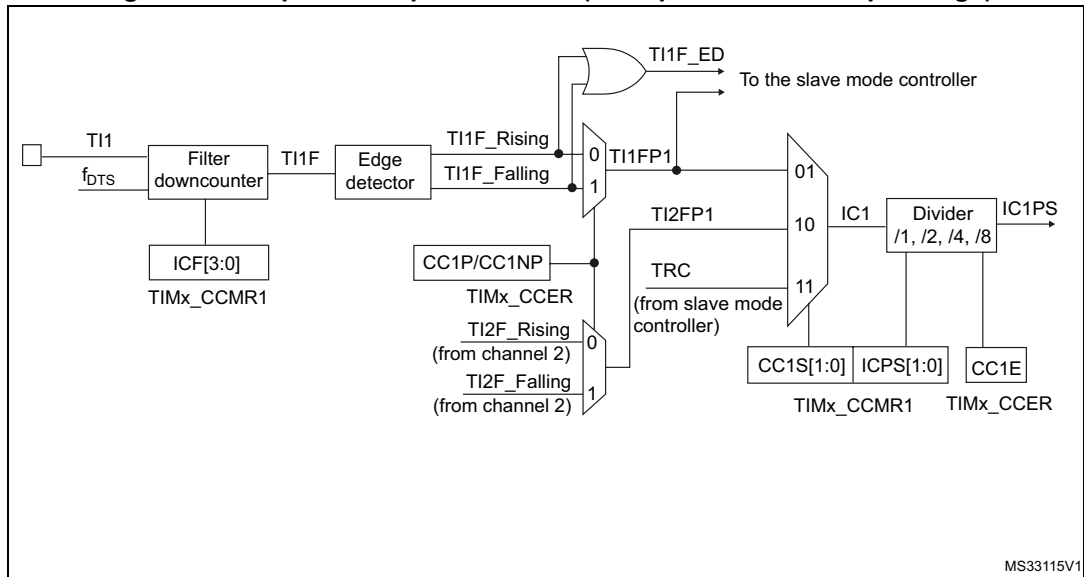 TI1F_ED
To the slave mode controller
TI1
f_DTS
Filter
downcounter
TI1F
Edge
detector
TI1F_Rising
TI1F_Falling
0
1
TI1FP1
01
10
11
TI2FP1
TRC
(from slave mode
controller)
IC1
Divider
/1, /2, /4, /8
IC1PS
ICF[3:0]
TIMx_CCMR1
CC1P/CC1NP
TIMx_CCER
TI2F_Rising
(from channel 2)
TI2F_Falling
(from channel 2)
0
1
CC1S[1:0]
ICPS[1:0]
CC1E
TIMx_CCMR1
TIMx_CCER
MS33115V1